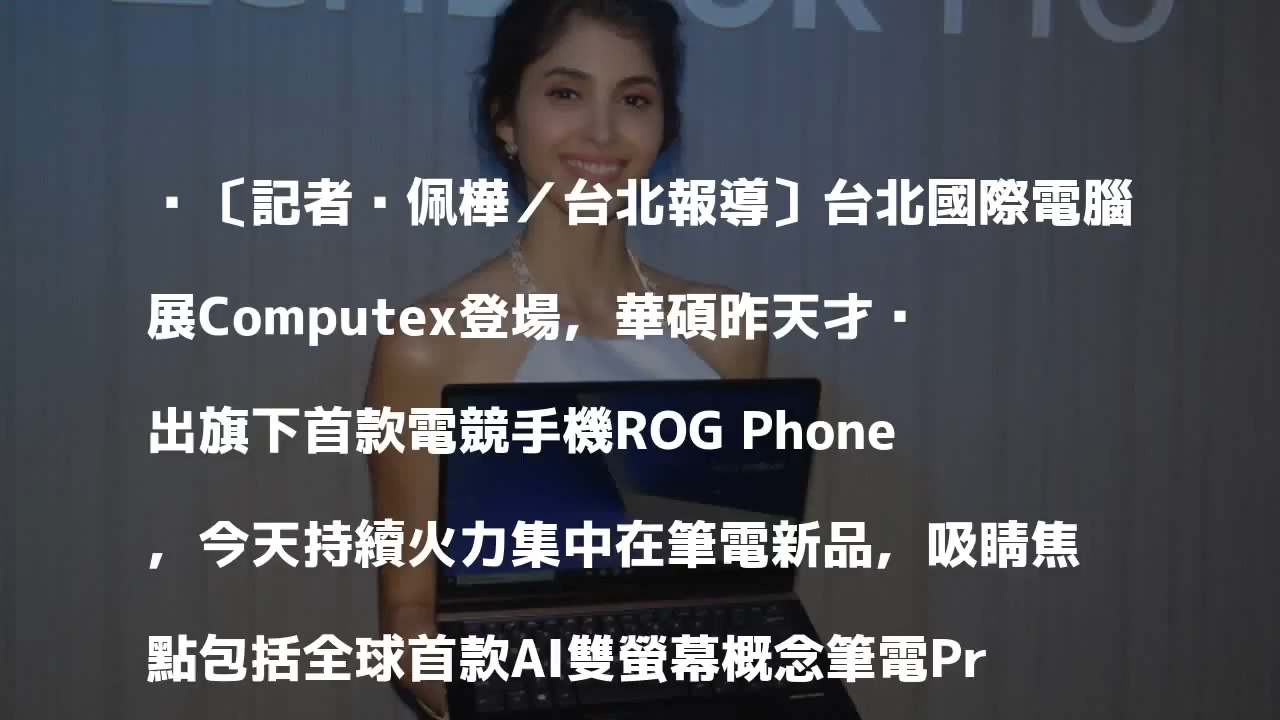 ·〔記者·佩樺／台北報導〕台北國際電腦
展Computex登場，華碩昨天才·
出旗下首款電競手機ROG Phone
，今天持續火力集中在筆電新品，吸睛焦
點包括全球首款AI雙螢幕概念筆電Pr